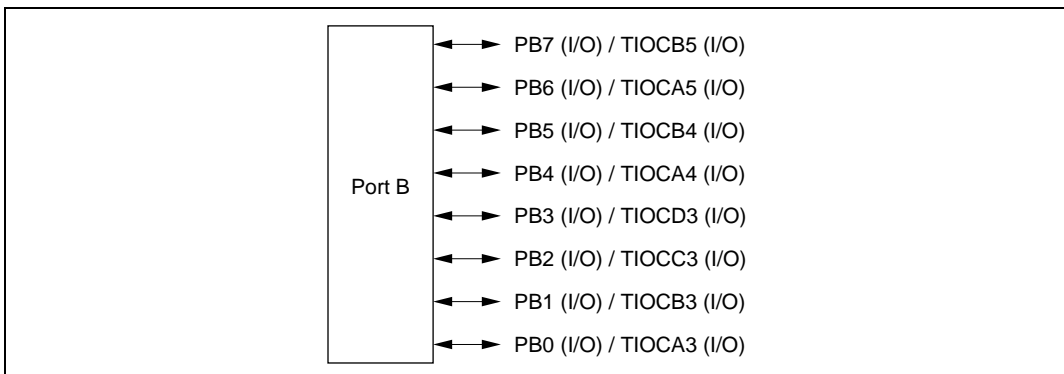 PB7 (I/O) / TIOCB5 (I/O)
PB6 (I/O) / TIOCA5 (I/O)
PB5 (I/O) / TIOCB4 (I/O)
PB4 (I/O) / TIOCA4 (I/O)
Port B
PB3 (I/O) / TIOCD3 (I/O)
PB2 (I/O) / TIOCC3 (I/O)
PB1 (I/O) / TIOCB3 (I/O)
PB0 (I/O) / TIOCA3 (I/O)